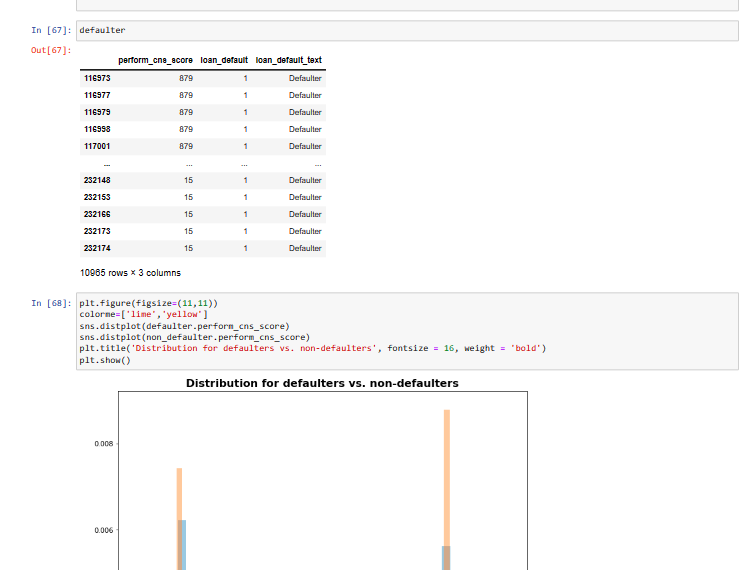 In [67]: defaulter
Out[67]:
perform_cns_score loan_default loan_default_text
116973 879 1 Defaulter
116977 879 1 Defaulter
116979 879 1 Defaulter
116998 879 1 Defaulter
117001 879 1 Defaulter
... ... ... ...
232148 15 1 Defaulter
232153 15 1 Defaulter
232166 15 1 Defaulter
232173 15 1 Defaulter
232174 15 1 Defaulter
10965 rows × 3 columns
In [68]: plt.figure(figsize=(11,11))
colorme=['lime','yellow']
sns.distplot(defaulter.perform_cns_score)
sns.distplot(non_defaulter.perform_cns_score)
plt.title('Distribution for defaulters vs. non-defaulters', fontsize = 16, weight = 'bold')
plt.show()
Distribution for defaulters vs. non-defaulters
0.008
0.006